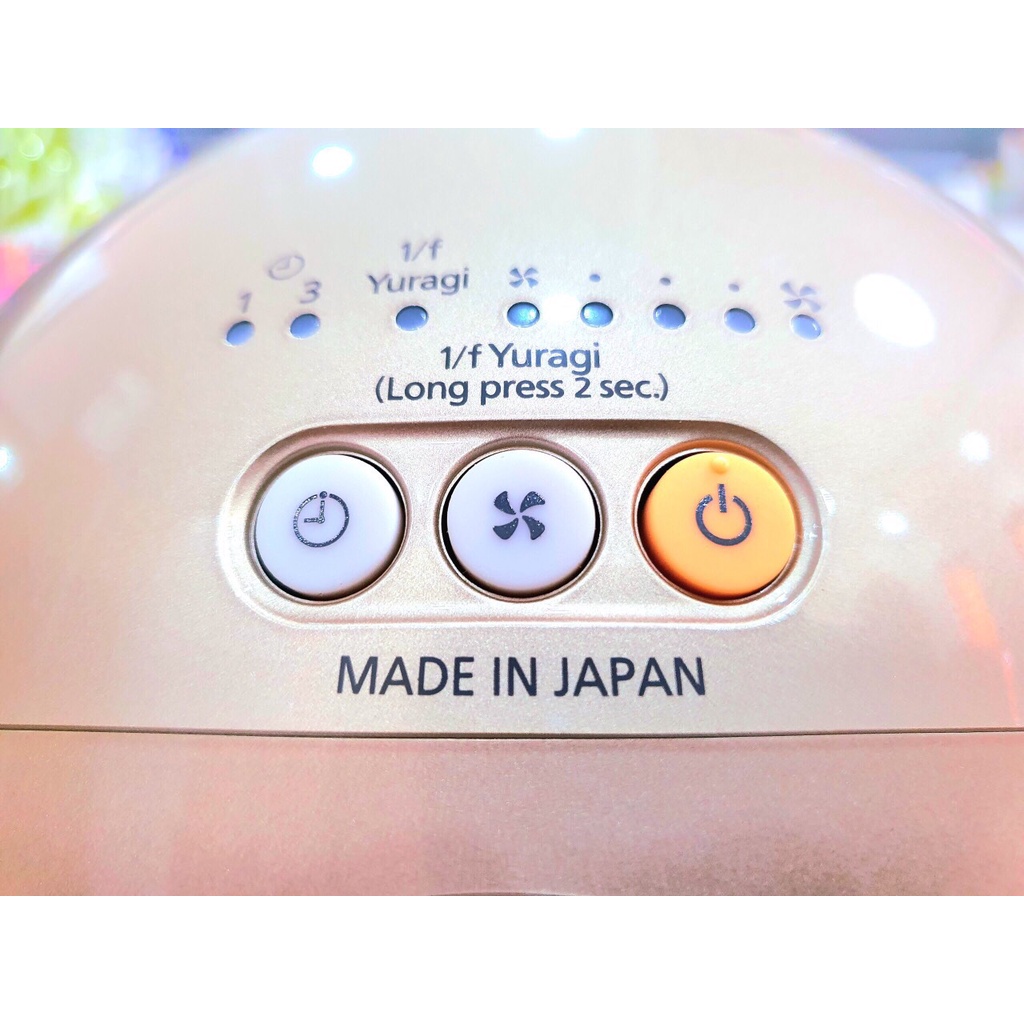 1/f
1 3 Yuragi
1/f Yuragi
(Long press 2 sec.)
MADE IN JAPAN